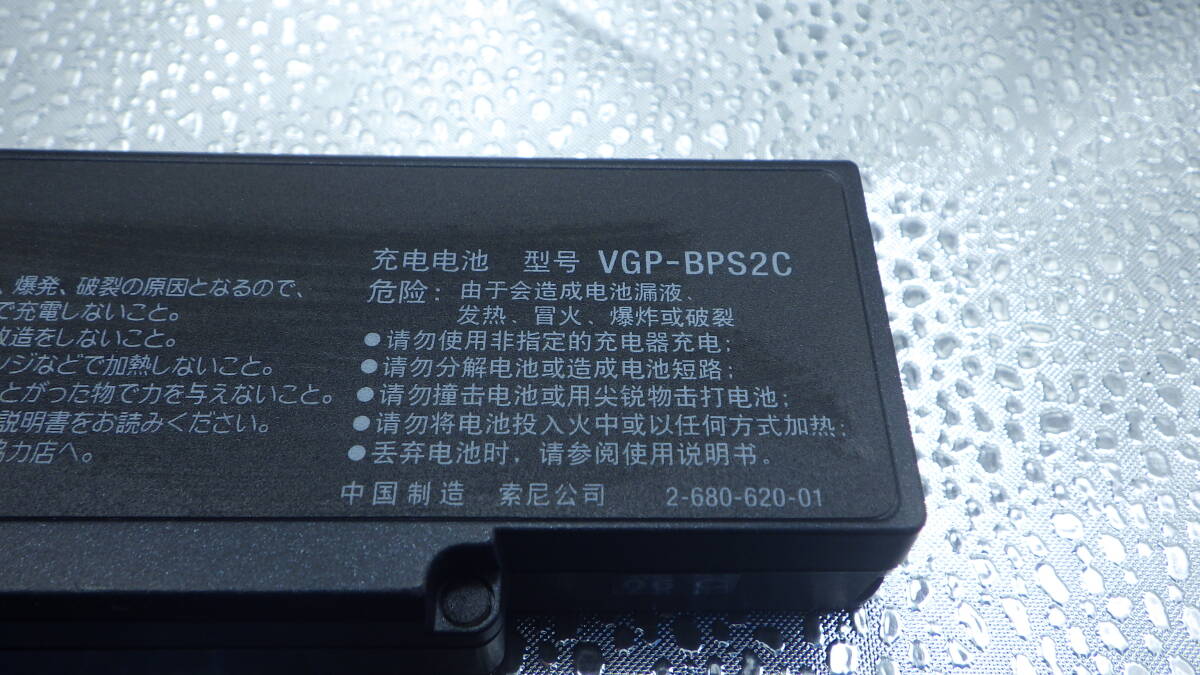 、爆発、破裂の原因となるので、
で充電しないこと。
改造をしないこと。
ンジなどで加熱しないこと。
とがった物で力を与えないこと。
説明書をお読みください。
協力店へ。
充电电池 型号 VGP-BPS2C
危险: 由于会造成电池漏液、
发热、冒火、爆炸或破裂
●请勿使用非指定的充电器充电;
●请勿分解电池或造成电池短路;
●请勿撞击电池或用尖锐物击打电池;
●请勿将电池投入火中或以任何方式加热;
●丢弃电池时，请参阅使用说明书。
中国制造 索尼公司 2-680-620-01